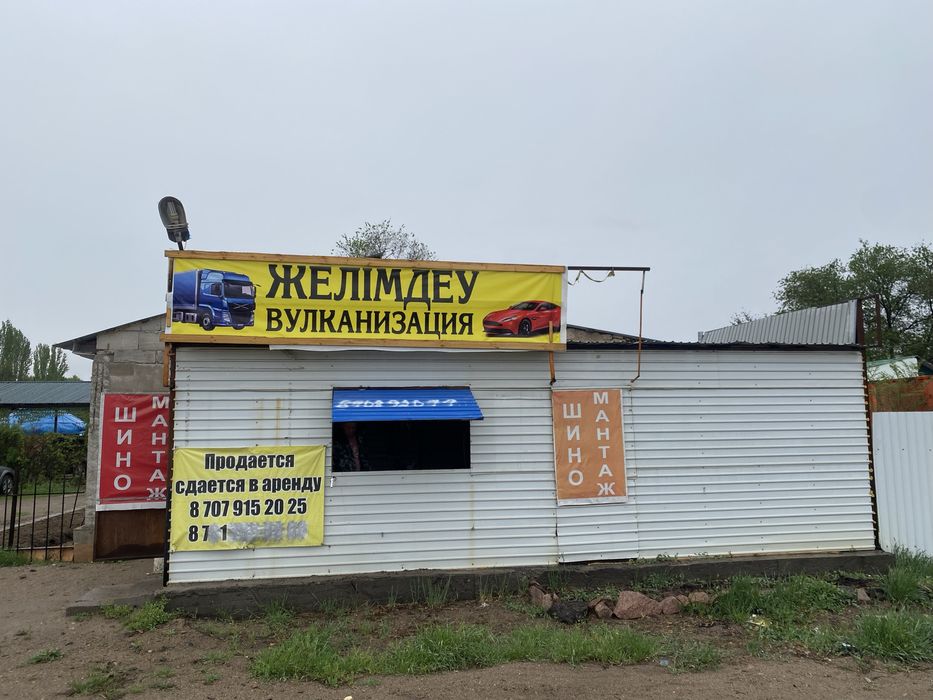 ЖЕЛІМДЕУ
ВУЛКАНИЗАЦИЯ
ШИНО
МАНТАЖ
Продается
сдается в аренду
8 707 915 20 25
ШИНО
МАНТАЖ